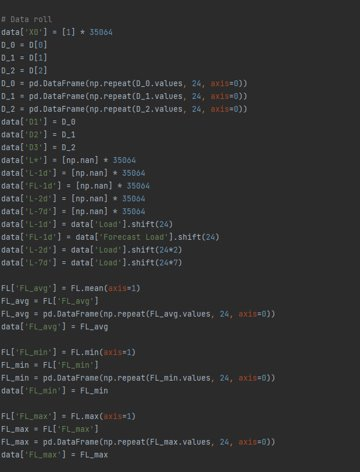 # Data roll
data['X0'] = [1] * 35064
D_0 = D[0]
D_1 = D[1]
D_2 = D[2]
D_0 = pd.DataFrame(np.repeat(D_0.values, 24, axis=0))
D_1 = pd.DataFrame(np.repeat(D_1.values, 24, axis=0))
D_2 = pd.DataFrame(np.repeat(D_2.values, 24, axis=0))
data['D1'] = D_0
data['D2'] = D_1
data['D3'] = D_2
data['L*'] = [np.nan] * 35064
data['L-1d'] = [np.nan] * 35064
data['FL-1d'] = [np.nan] * 35064
data['L-2d'] = [np.nan] * 35064
data['L-7d'] = [np.nan] * 35064
data['L-1d'] = data['Load'].shift(24)
data['FL-1d'] = data['Forecast Load'].shift(24)
data['L-2d'] = data['Load'].shift(24*2)
data['L-7d'] = data['Load'].shift(24*7)
FL['FL_avg'] = FL.mean(axis=1)
FL_avg = FL['FL_avg']
FL_avg = pd.DataFrame(np.repeat(FL_avg.values, 24, axis=0))
data['FL_avg'] = FL_avg
FL['FL_min'] = FL.min(axis=1)
FL_min = FL['FL_min']
FL_min = pd.DataFrame(np.repeat(FL_min.values, 24, axis=0))
data['FL_min'] = FL_min
FL['FL_max'] = FL.max(axis=1)
FL_max = FL['FL_max']
FL_max = pd.DataFrame(np.repeat(FL_max.values, 24, axis=0))
data['FL_max'] = FL_max